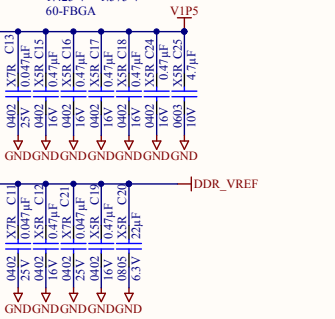 60-FBGA
V1P5
X7R C13
0.047µF
0402
25V
X5R C15
0.47µF
0402
16V
X5R C16
0.47µF
0402
16V
X5R C17
0.47µF
0402
16V
X5R C18
0.47µF
0402
16V
X5R C24
0.47µF
0402
16V
X5R C25
4.7µF
0603
10V
GND GND GND GND GND GND GND
DDR_VREF
X7R C11
0.047µF
0402
25V
X5R C12
0.47µF
0402
16V
X7R C21
0.047µF
0402
25V
X5R C19
0.47µF
0402
16V
X5R C20
22µF
0805
6.3V
GND GND GND GND GND